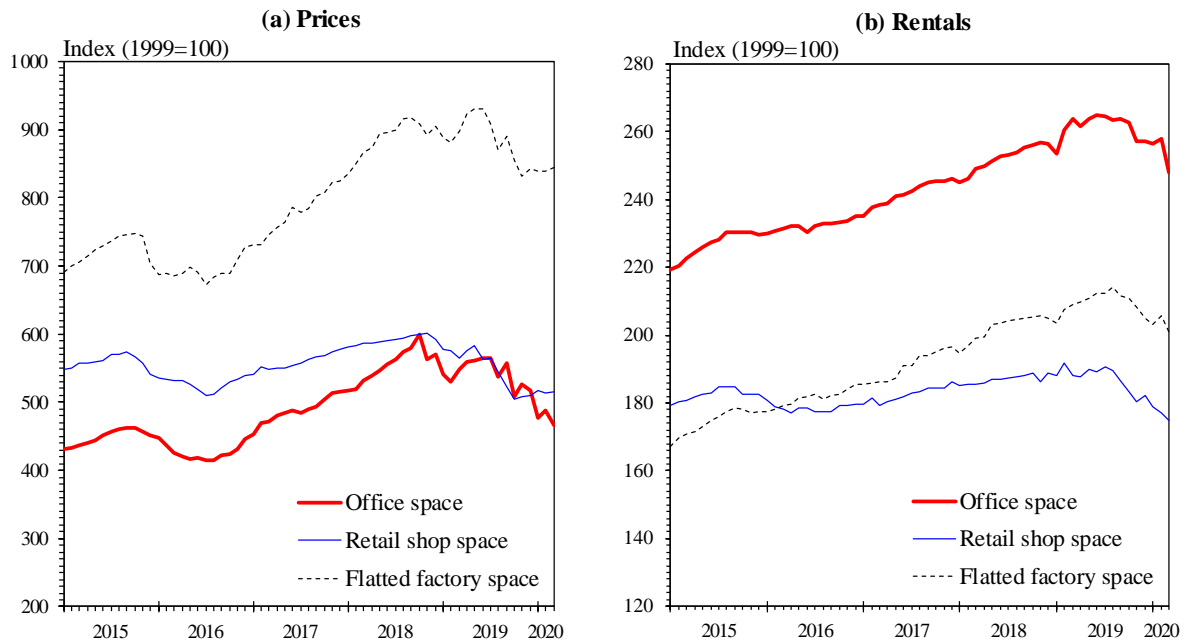 (a) Prices
Index (1999=100)
1000
900
800
700
600
500
400
300
200
Office space
Retail shop space
Flatted factory space
2015 2016 2017 2018 2019 2020
(b) Rentals
Index (1999=100)
280
260
240
220
200
180
160
140
120
Office space
Retail shop space
Flatted factory space
2015 2016 2017 2018 2019 2020